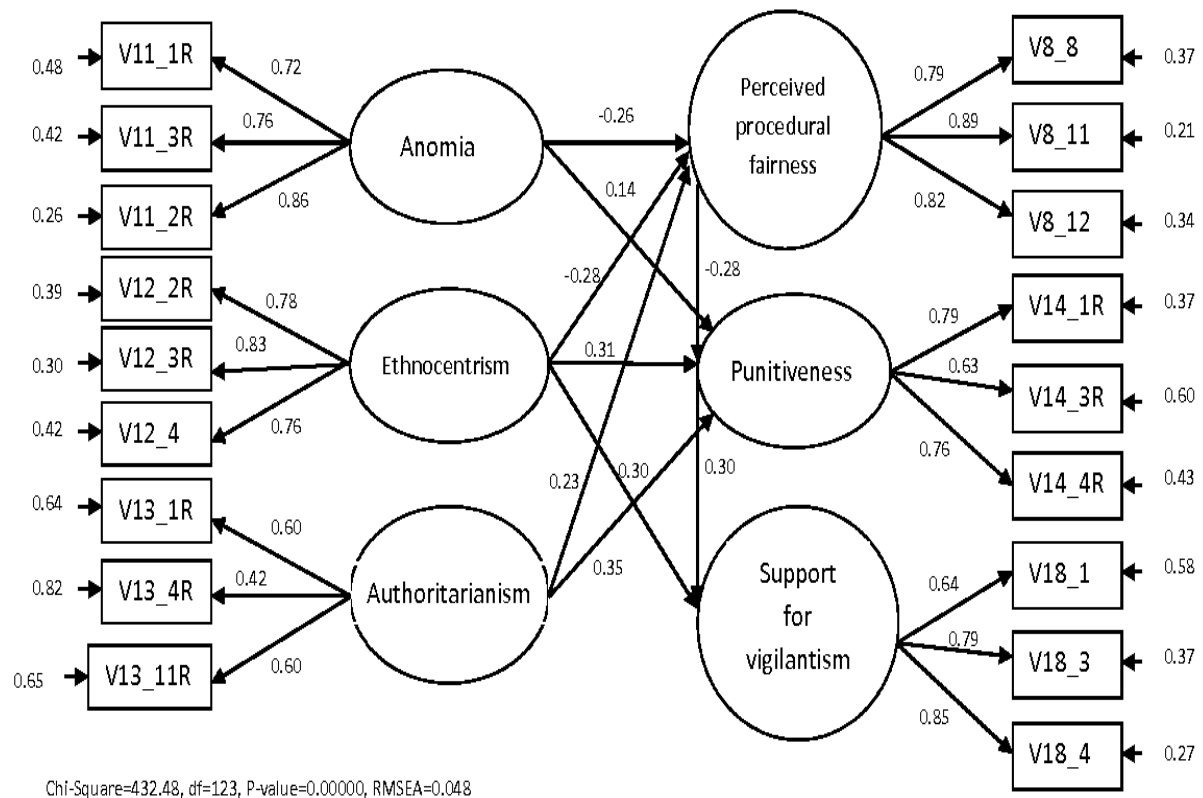 0.48
V11_1R
0.72
0.42
V11_3R
0.76
0.26
V11_2R
0.86
Anomia
0.39
V12_2R
0.78
0.30
V12_3R
0.83
0.42
V12_4
0.76
Ethnocentrism
0.64
V13_1R
0.60
0.82
V13_4R
0.42
0.65
V13_11R
0.60
Authoritarianism
-0.26
0.14
-0.28
0.31
0.30
0.23
0.35
-0.28
0.30
Perceived
procedural
fairness
0.79
V8_8
0.37
0.89
V8_11
0.21
0.82
V8_12
0.34
Punitiveness
0.79
V14_1R
0.37
0.63
V14_3R
0.60
0.76
V14_4R
0.43
Support
for
vigilantism
0.64
V18_1
0.58
0.79
V18_3
0.37
0.85
V18_4
0.27
Chi-Square=432.48, df=123, P-value=0.00000, RMSEA=0.048